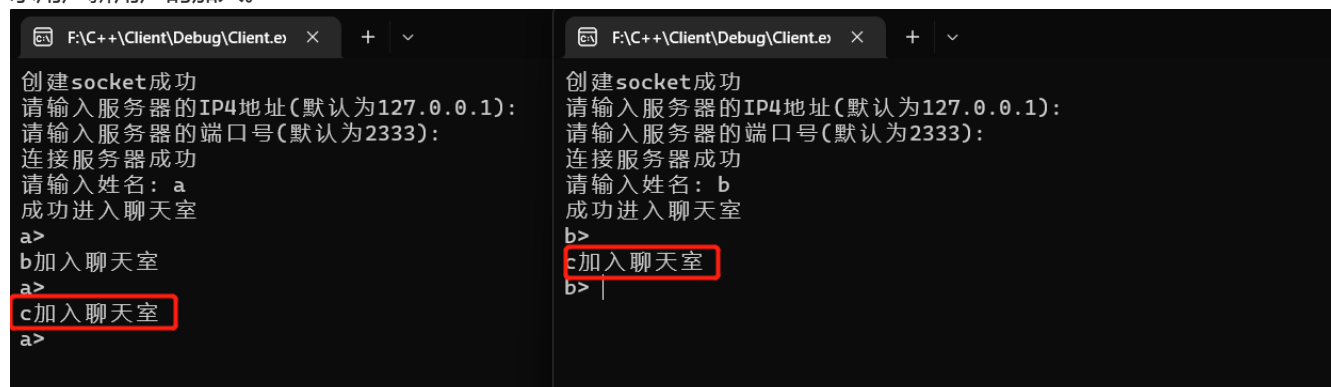 F:\C++\Client\Debug\Client.e
创建socket成功
请输入服务器的IP4地址(默认为127.0.0.1):
请输入服务器的端口号(默认为2333):
连接服务器成功
请输入姓名: a
成功进入聊天室
a>
b加入聊天室
a>
c加入聊天室
a>
F:\C++\Client\Debug\Client.e
创建socket成功
请输入服务器的IP4地址(默认为127.0.0.1):
请输入服务器的端口号(默认为2333):
连接服务器成功
请输入姓名: b
成功进入聊天室
b>
c加入聊天室
b>